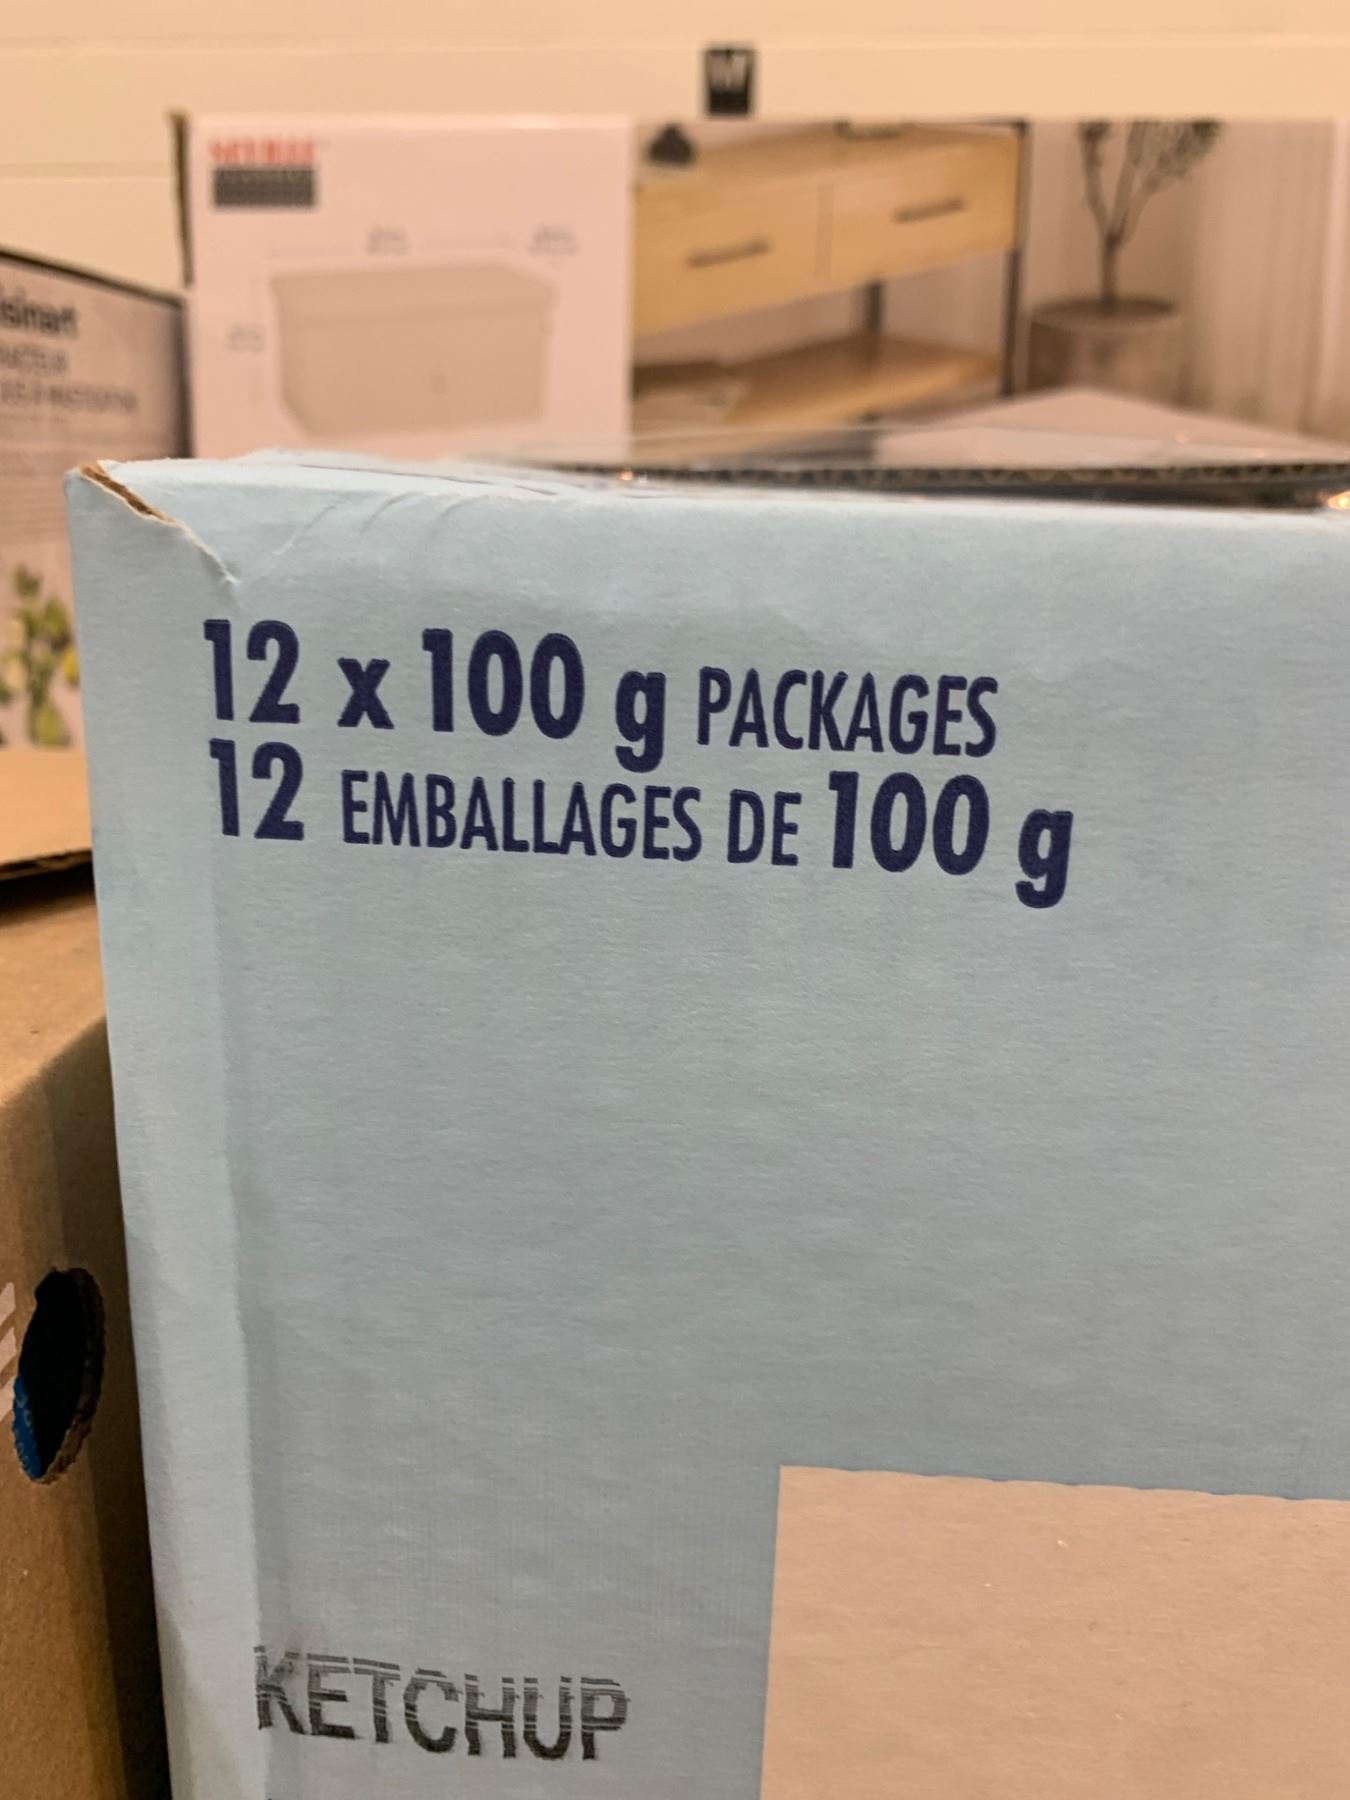 12 x 100 g PACKAGES
12 EMBALLAGES DE 100 g
KETCHUP